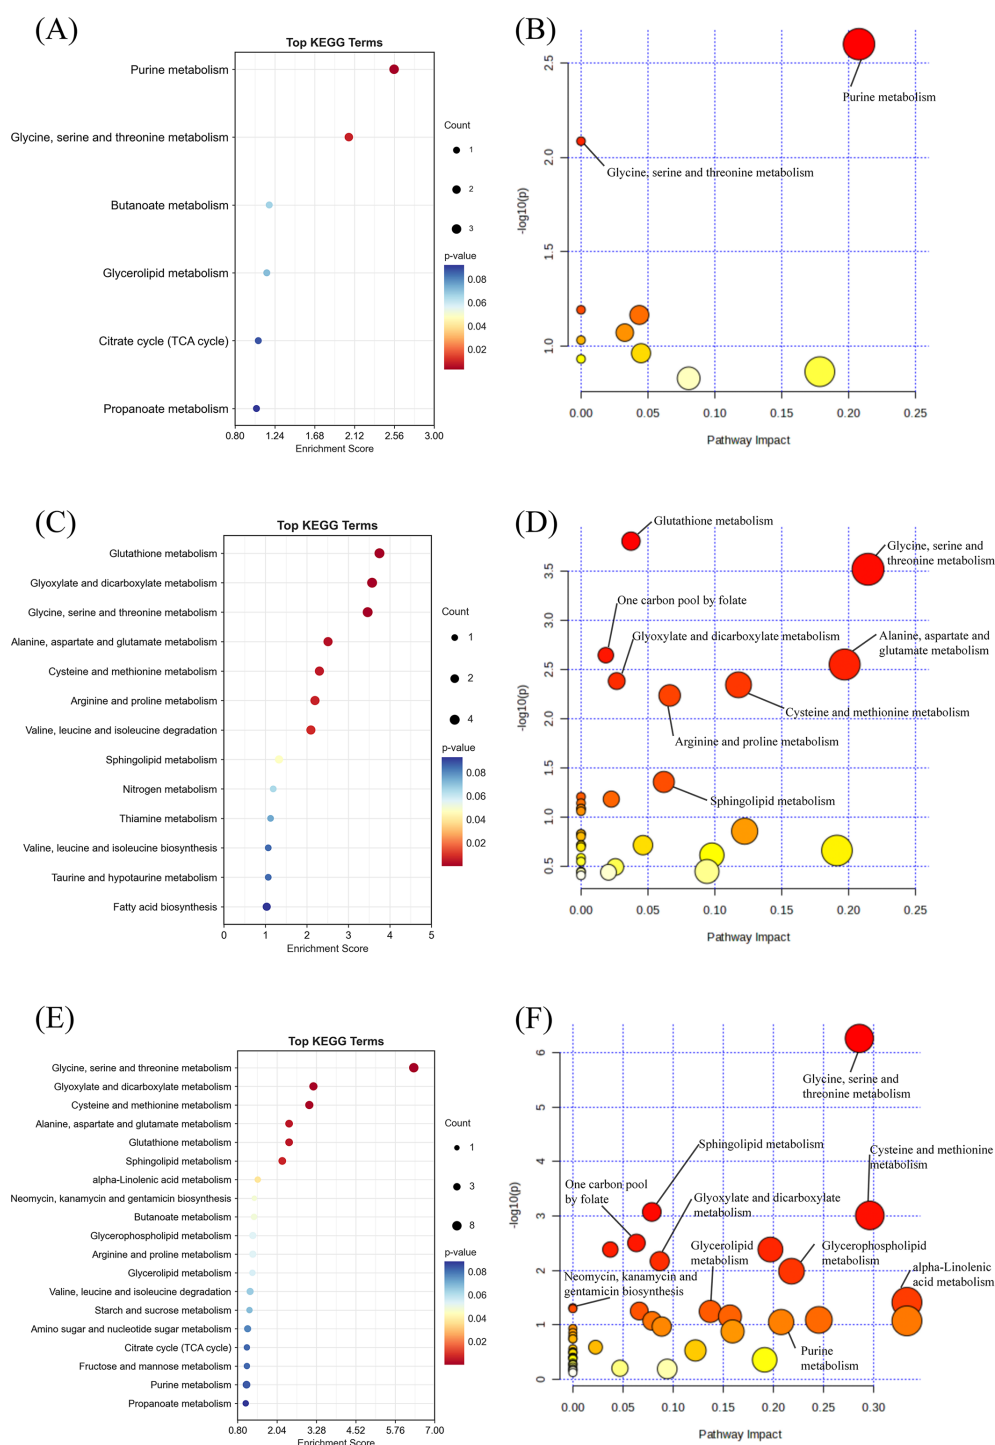 (A)
Top KEGG Terms
Purine metabolism
Glycine, serine and threonine metabolism
Butanoate metabolism
Glycerolipid metabolism
Citrate cycle (TCA cycle)
Propanoate metabolism
0.80 1.24 1.68 2.12 2.56 3.00
Enrichment Score
Count
1
2
3
p-value
0.08
0.06
0.04
0.02
(B)
2.5
2.0
1.5
1.0
-log10(p)
Purine metabolism
Glycine, serine and threonine metabolism
0.00 0.05 0.10 0.15 0.20 0.25
Pathway Impact
(C)
Top KEGG Terms
Glutathione metabolism
Glyoxylate and dicarboxylate metabolism
Glycine, serine and threonine metabolism
Alanine, aspartate and glutamate metabolism
Cysteine and methionine metabolism
Arginine and proline metabolism
Valine, leucine and isoleucine degradation
Sphingolipid metabolism
Nitrogen metabolism
Thiamine metabolism
Valine, leucine and isoleucine biosynthesis
Taurine and hypotaurine metabolism
Fatty acid biosynthesis
0 1 2 3 4 5
Enrichment Score
Count
1
2
4
p-value
0.08
0.06
0.04
0.02
(D)
3.5
3.0
2.5
2.0
1.5
1.0
0.5
-log10(p)
Glutathione metabolism
Glycine, serine and
threonine metabolism
One carbon pool by folate
Glyoxylate and dicarboxylate metabolism
Alanine, aspartate and
glutamate metabolism
Cysteine and methionine metabolism
Arginine and proline metabolism
Sphingolipid metabolism
0.00 0.05 0.10 0.15 0.20 0.25
Pathway Impact
(E)
Top KEGG Terms
Glycine, serine and threonine metabolism
Glyoxylate and dicarboxylate metabolism
Cysteine and methionine metabolism
Alanine, aspartate and glutamate metabolism
Glutathione metabolism
Sphingolipid metabolism
alpha-Linolenic acid metabolism
Neomycin, kanamycin and gentamicin biosynthesis
Butanoate metabolism
Glycerophospholipid metabolism
Arginine and proline metabolism
Glycerolipid metabolism
Valine, leucine and isoleucine degradation
Starch and sucrose metabolism
Amino sugar and nucleotide sugar metabolism
Citrate cycle (TCA cycle)
Fructose and mannose metabolism
Purine metabolism
Propanoate metabolism
0.80 2.04 3.28 4.52 5.76 7.00
Enrichment Score
Count
1
3
8
p-value
0.08
0.06
0.04
0.02
(F)
6
5
4
3
2
1
0
-log10(p)
Glycine, serine and
threonine metabolism
Sphingolipid metabolism
Cysteine and methionine
metabolism
One carbon pool
by folate
Glyoxylate and dicarboxylate
metabolism
Glycerolipid
metabolism
Glycerophospholipid
metabolism
Neomycin, kanamycin and
gentamicin biosynthesis
alpha-Linolenic
acid metabolism
Purine
metabolism
0.00 0.05 0.10 0.15 0.20 0.25 0.30
Pathway Impact